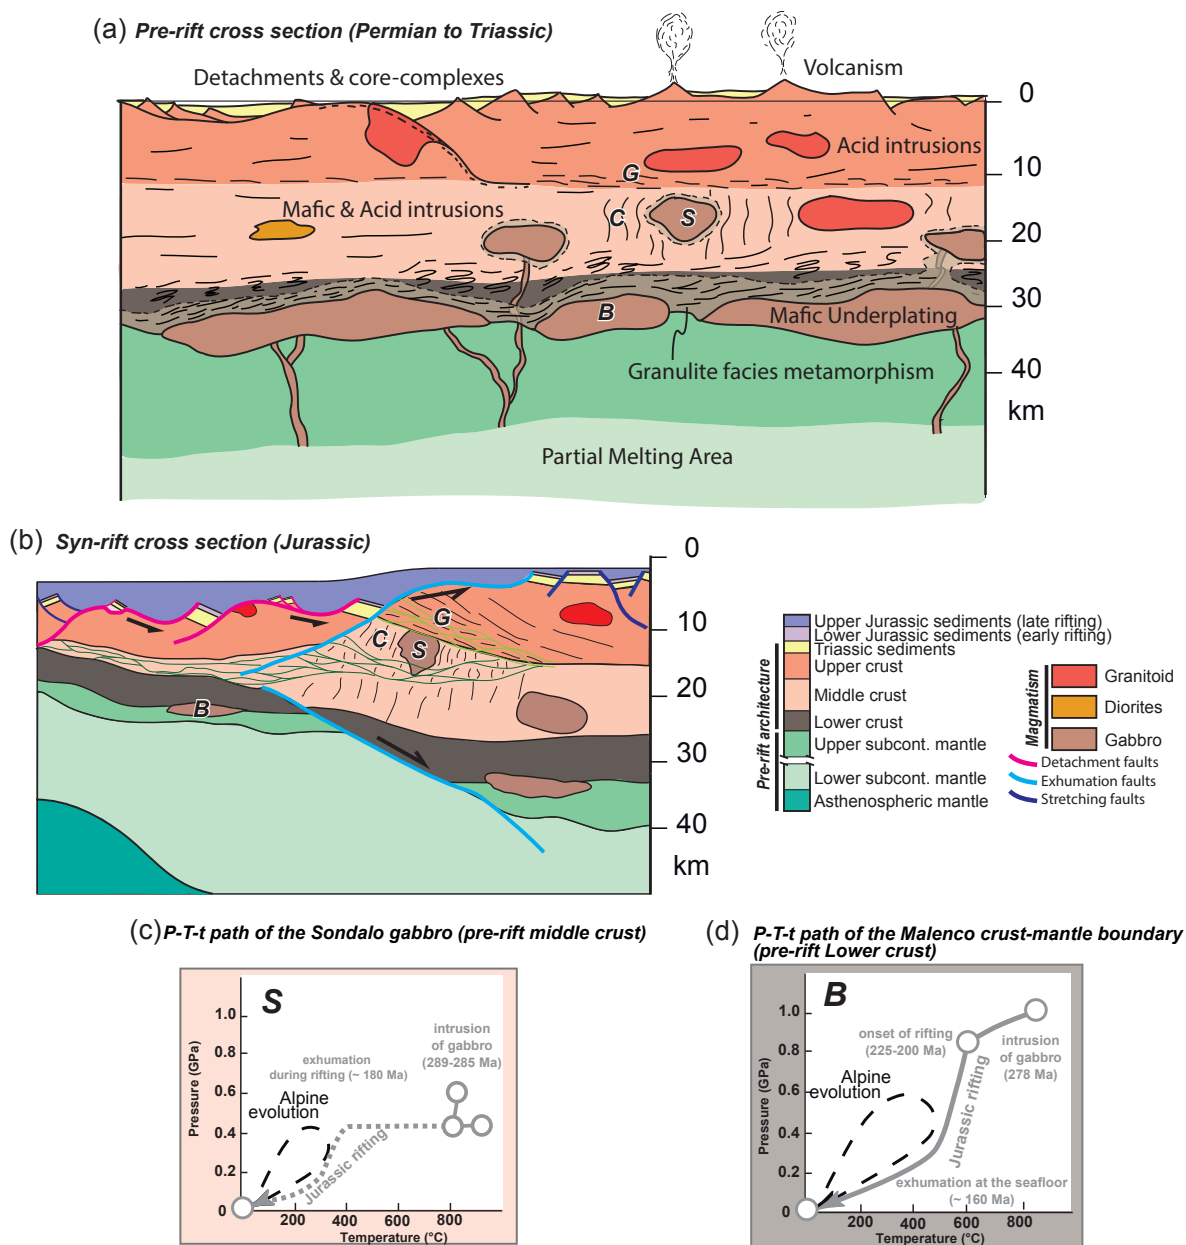 (a) Pre-rift cross section (Permian to Triassic)
Detachments & core-complexes
Volcanism
0
Acid intrusions
10
G
Mafic & Acid intrusions
C
S
20
30
B
Mafic Underplating
Granulite facies metamorphism
40
km
Partial Melting Area
(b) Syn-rift cross section (Jurassic)
0
10
G
C
S
20
B
30
40
km
Upper Jurassic sediments (late rifting)
Lower Jurassic sediments (early rifting)
Triassic sediments
Upper crust
Middle crust
Lower crust
Upper subcont. mantle
Lower subcont. mantle
Asthenospheric mantle
Pre-rift architecture
Magmatism
Granitoid
Diorites
Gabbro
Detachment faults
Exhumation faults
Stretching faults
(c) P-T-t path of the Sondalo gabbro (pre-rift middle crust)
S
1.0
0.8
0.6
0.4
0.2
0
Pressure (GPa)
intrusion
of gabbro
(289-285 Ma)
exhumation
during rifting (~ 180 Ma)
Alpine
evolution
Jurassic rifting
200
400
600
800
Temperature (°C)
(d) P-T-t path of the Malenco crust-mantle boundary
(pre-rift Lower crust)
B
1.0
0.8
0.6
0.4
0.2
0
Pressure (GPa)
onset of rifting
(225-200 Ma)
intrusion
of gabbro
(278 Ma)
Alpine
evolution
Jurassic rifting
exhumation at the seafloor
(~ 160 Ma)
200
400
600
800
Temperature (°C)